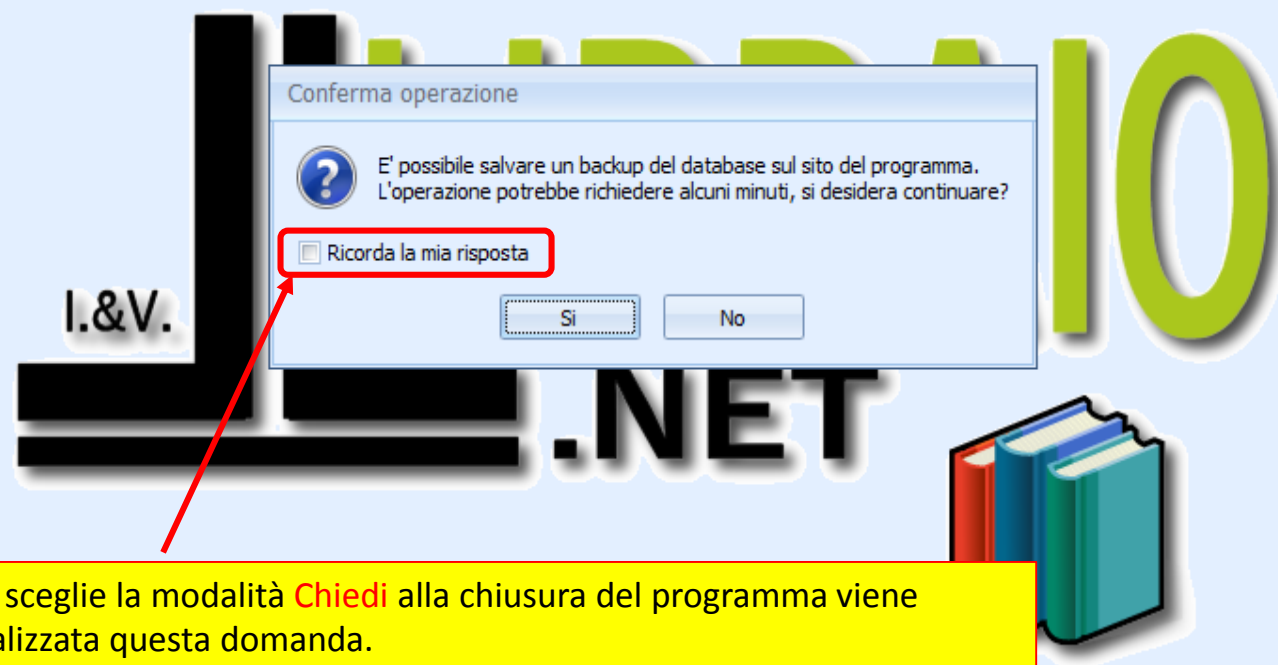 Conferma operazione
E' possibile salvare un backup del database sul sito del programma.
L'operazione potrebbe richiedere alcuni minuti, si desidera continuare?
Ricorda la mia risposta
Si
No
IO
I.&V.
.NET
sceglie la modalità Chiedi alla chiusura del programma viene
alizzata questa domanda.